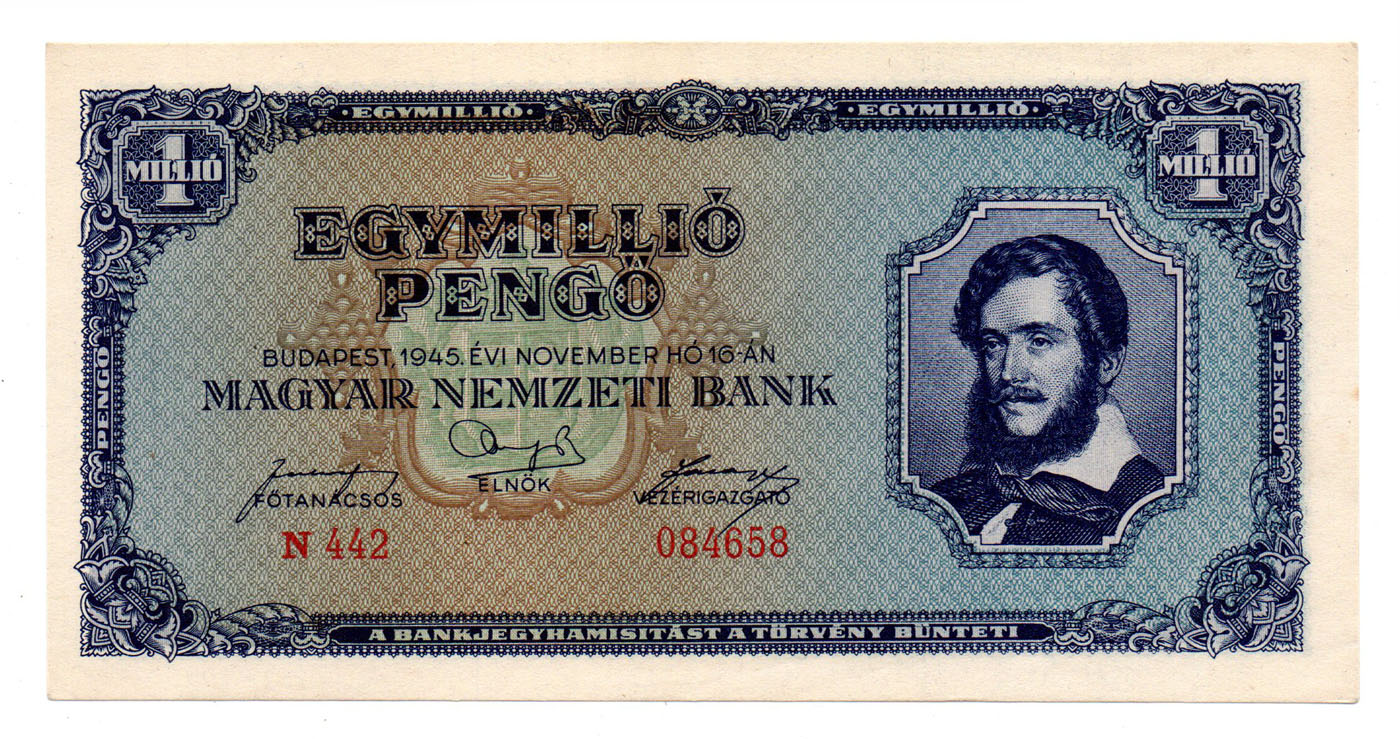 ·EGYMILLIÓ· ·EGYMILLIÓ·
1 MILLIÓ 1 MILLIÓ
EGYMILLIÓ
PENGŐ
BUDAPEST, 1945. ÉVI NOVEMBER HÓ 16-ÁN
MAGYAR NEMZETI BANK
PENGŐ PENGŐ
FŐTANÁCSOS ELNÖK VEZÉRIGAZGATÓ
N 442 084658
A BANKJEGYHAMISITÁST A TÖRVÉNY BÜNTETI